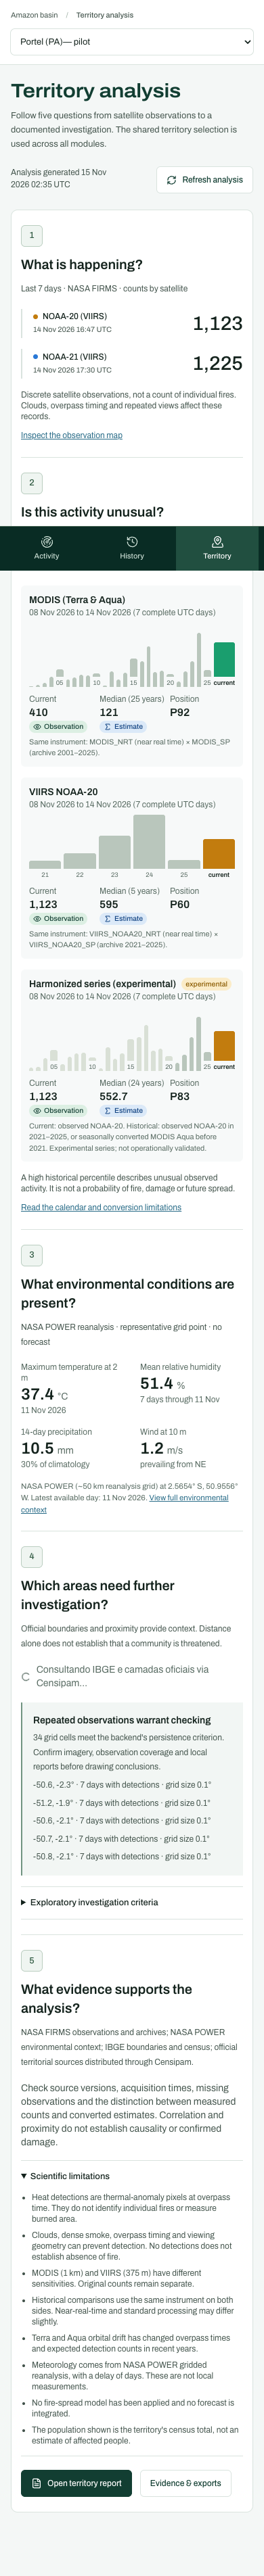 Amazon basin / Territory analysis
Portel (PA)— pilot
Territory analysis
Follow five questions from satellite observations to a
documented investigation. The shared territory selection is
used across all modules.
Analysis generated 15 Nov
2026 02:35 UTC
Refresh analysis
1
What is happening?
Last 7 days · NASA FIRMS · counts by satellite
NOAA-20 (VIIRS)
14 Nov 2026 16:47 UTC
1,123
NOAA-21 (VIIRS)
14 Nov 2026 17:30 UTC
1,225
Discrete satellite observations, not a count of individual fires.
Clouds, overpass timing and repeated views affect these
records.
Inspect the observation map
2
Is this activity unusual?
Activity History Territory
MODIS (Terra & Aqua)
08 Nov 2026 to 14 Nov 2026 (7 complete UTC days)
05 10 15 20 25 current
Current Median (25 years) Position
410 121 P92
Observation Estimate
Same instrument: MODIS_NRT (near real time) × MODIS_SP
(archive 2001–2025).
VIIRS NOAA-20
08 Nov 2026 to 14 Nov 2026 (7 complete UTC days)
21 22 23 24 25 current
Current Median (5 years) Position
1,123 595 P60
Observation Estimate
Same instrument: VIIRS_NOAA20_NRT (near real time) ×
VIIRS_NOAA20_SP (archive 2021–2025).
Harmonized series (experimental) experimental
08 Nov 2026 to 14 Nov 2026 (7 complete UTC days)
05 10 15 20 25 current
Current Median (24 years) Position
1,123 552.7 P83
Observation Estimate
Current: observed NOAA-20. Historical: observed NOAA-20 in
2021–2025, or seasonally converted MODIS Aqua before
2021. Experimental series; not operationally validated.
A high historical percentile describes unusual observed
activity. It is not a probability of fire, damage or future spread.
Read the calendar and conversion limitations
3
What environmental conditions are
present?
NASA POWER reanalysis · representative grid point · no
forecast
Maximum temperature at 2
m
37.4 °C
11 Nov 2026
Mean relative humidity
51.4 %
7 days through 11 Nov
14-day precipitation
10.5 mm
30% of climatology
Wind at 10 m
1.2 m/s
prevailing from NE
NASA POWER (~50 km reanalysis grid) at 2.5654° S, 50.9556°
W. Latest available day: 11 Nov 2026. View full environmental
context
4
Which areas need further
investigation?
Official boundaries and proximity provide context. Distance
alone does not establish that a community is threatened.
Consultando IBGE e camadas oficiais via
Censipam...
Repeated observations warrant checking
34 grid cells meet the backend's persistence criterion.
Confirm imagery, observation coverage and local
reports before drawing conclusions.
-50.6, -2.3° · 7 days with detections · grid size 0.1°
-51.2, -1.9° · 7 days with detections · grid size 0.1°
-50.6, -2.1° · 7 days with detections · grid size 0.1°
-50.7, -2.1° · 7 days with detections · grid size 0.1°
-50.8, -2.1° · 7 days with detections · grid size 0.1°
Exploratory investigation criteria
5
What evidence supports the
analysis?
NASA FIRMS observations and archives; NASA POWER
environmental context; IBGE boundaries and census; official
territorial sources distributed through Censipam.
Check source versions, acquisition times, missing
observations and the distinction between measured
counts and converted estimates. Correlation and
proximity do not establish causality or confirmed
damage.
Scientific limitations
• Heat detections are thermal-anomaly pixels at overpass
time. They do not identify individual fires or measure
burned area.
• Clouds, dense smoke, overpass timing and viewing
geometry can prevent detection. No detections does not
establish absence of fire.
• MODIS (1 km) and VIIRS (375 m) have different
sensitivities. Original counts remain separate.
• Historical comparisons use the same instrument on both
sides. Near-real-time and standard processing may differ
slightly.
• Terra and Aqua orbital drift has changed overpass times
and expected detection counts in recent years.
• Meteorology comes from NASA POWER gridded
reanalysis, with a delay of days. These are not local
measurements.
• No fire-spread model has been applied and no forecast is
integrated.
• The population shown is the territory's census total, not an
estimate of affected people.
Open territory report
Evidence & exports